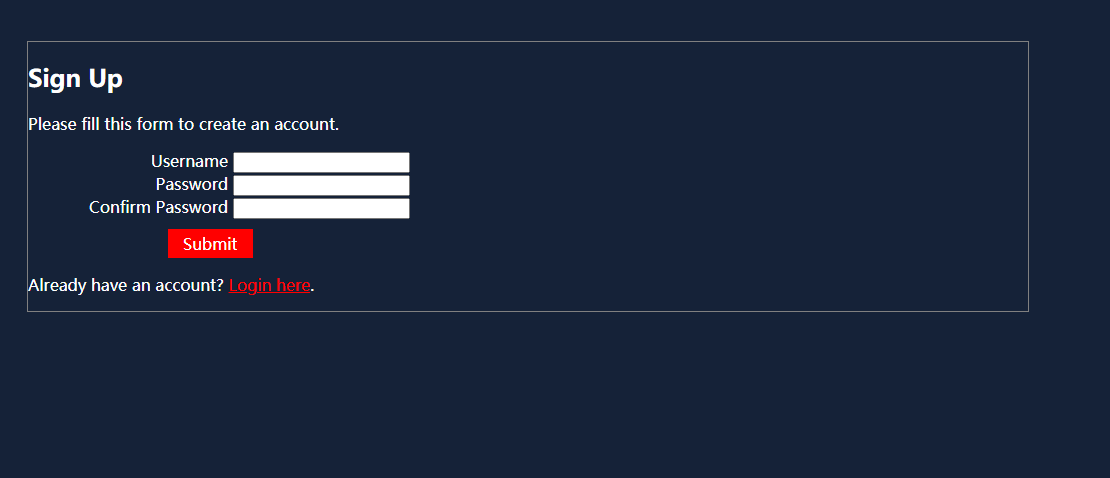 Sign Up
Please fill this form to create an account.
Username
Password
Confirm Password
Submit
Already have an account? Login here.